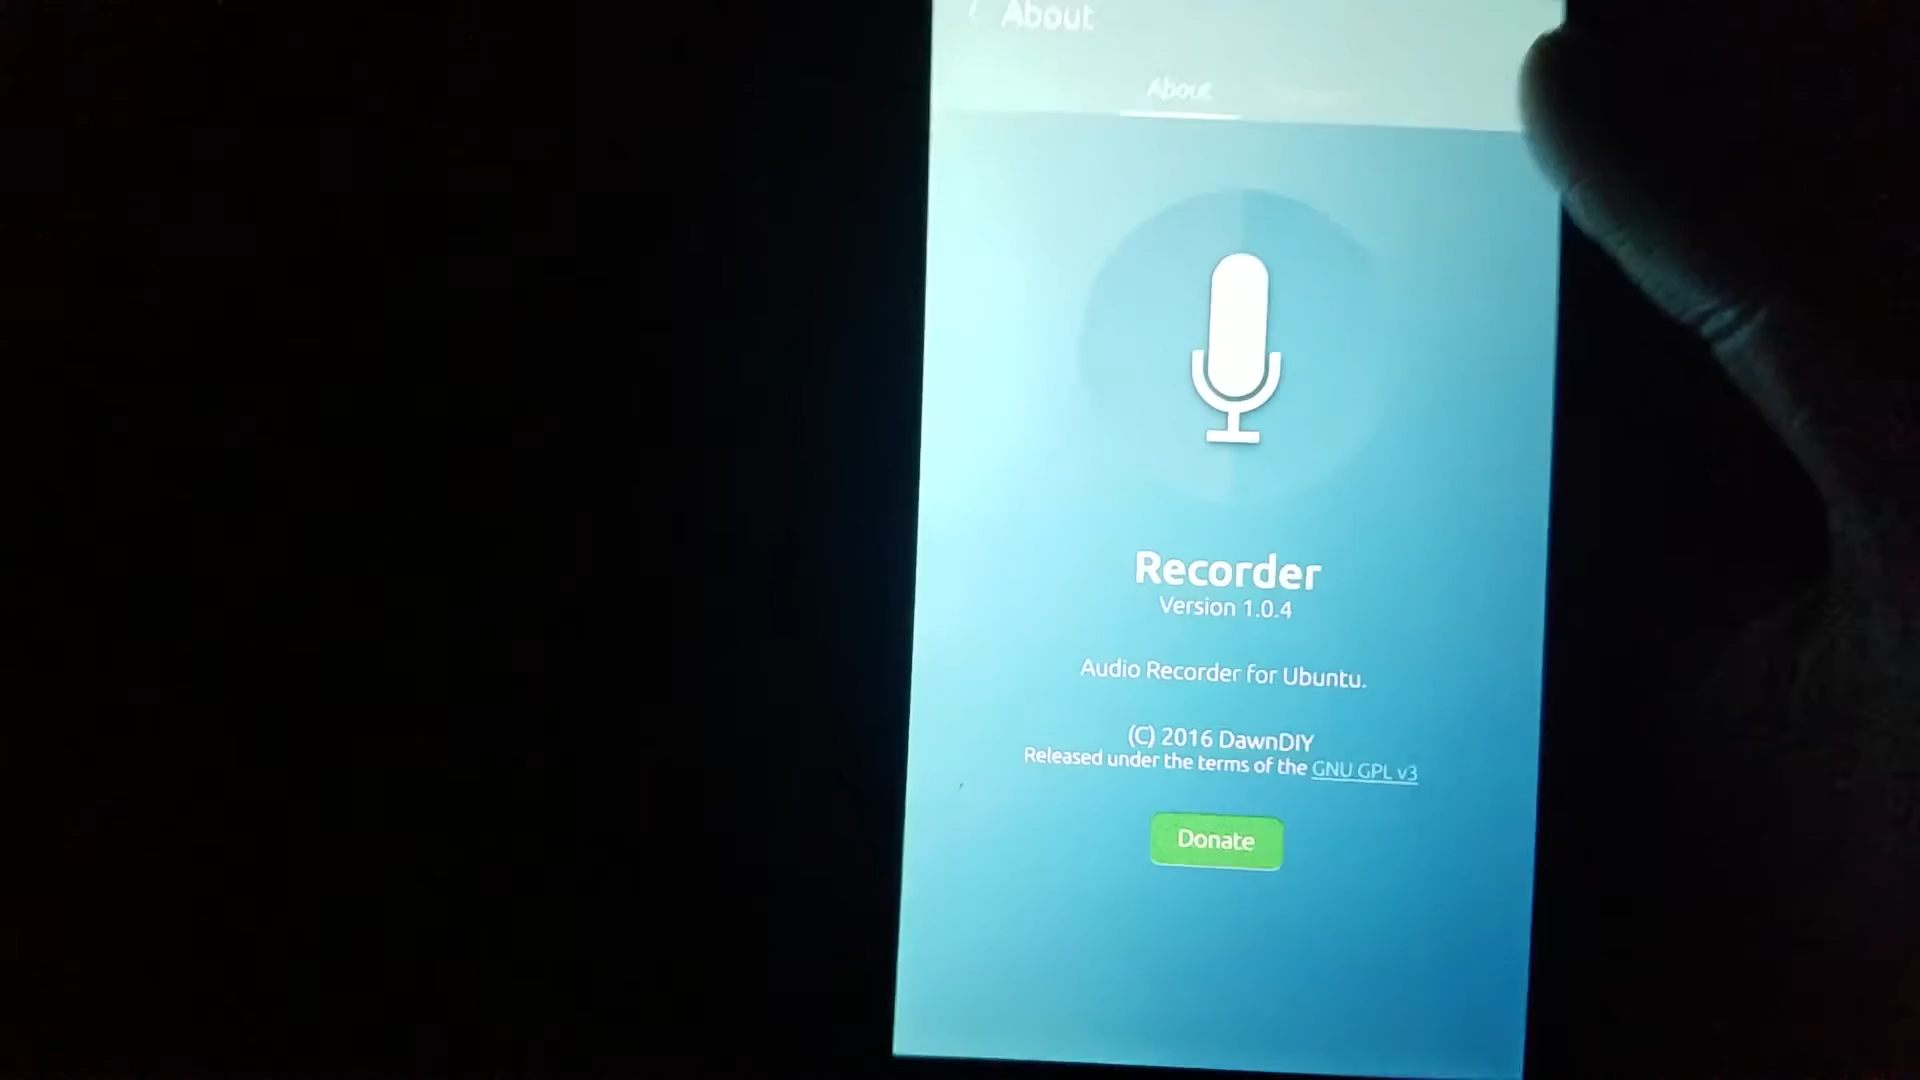 About
About
Recorder
Version 1.0.4
Audio Recorder for Ubuntu.
(C) 2016 DawnDIY
Released under the terms of the GNU GPL v3
Donate